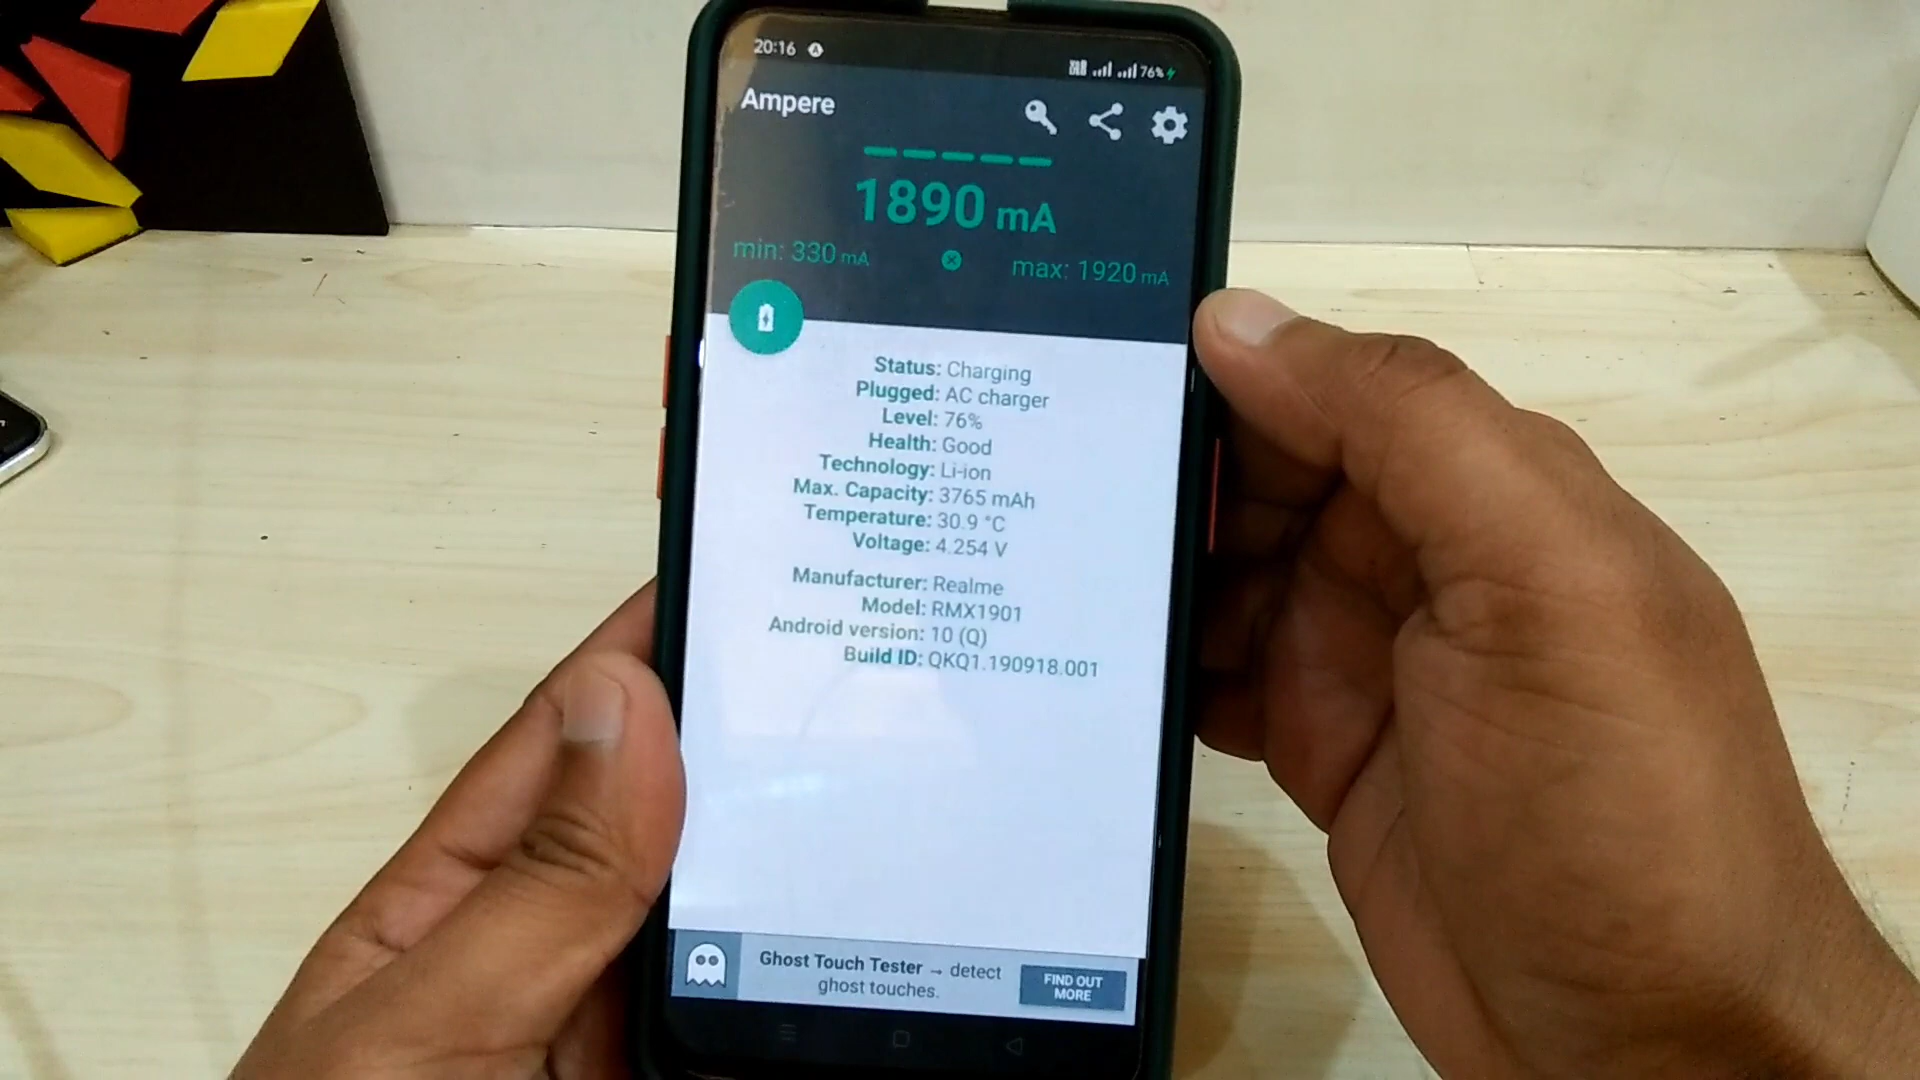 20:16
76%
Ampere
1890 mA
min: 330 mA
max: 1920 mA
Status: Charging
Plugged: AC charger
Level: 76%
Health: Good
Technology: Li-ion
Max. Capacity: 3765 mAh
Temperature: 30.9 °C
Voltage: 4.254 V
Manufacturer: Realme
Model: RMX1901
Android version: 10 (Q)
Build ID: QKQ1.190918.001
Ghost Touch Tester → detect
ghost touches.
FIND OUT
MORE